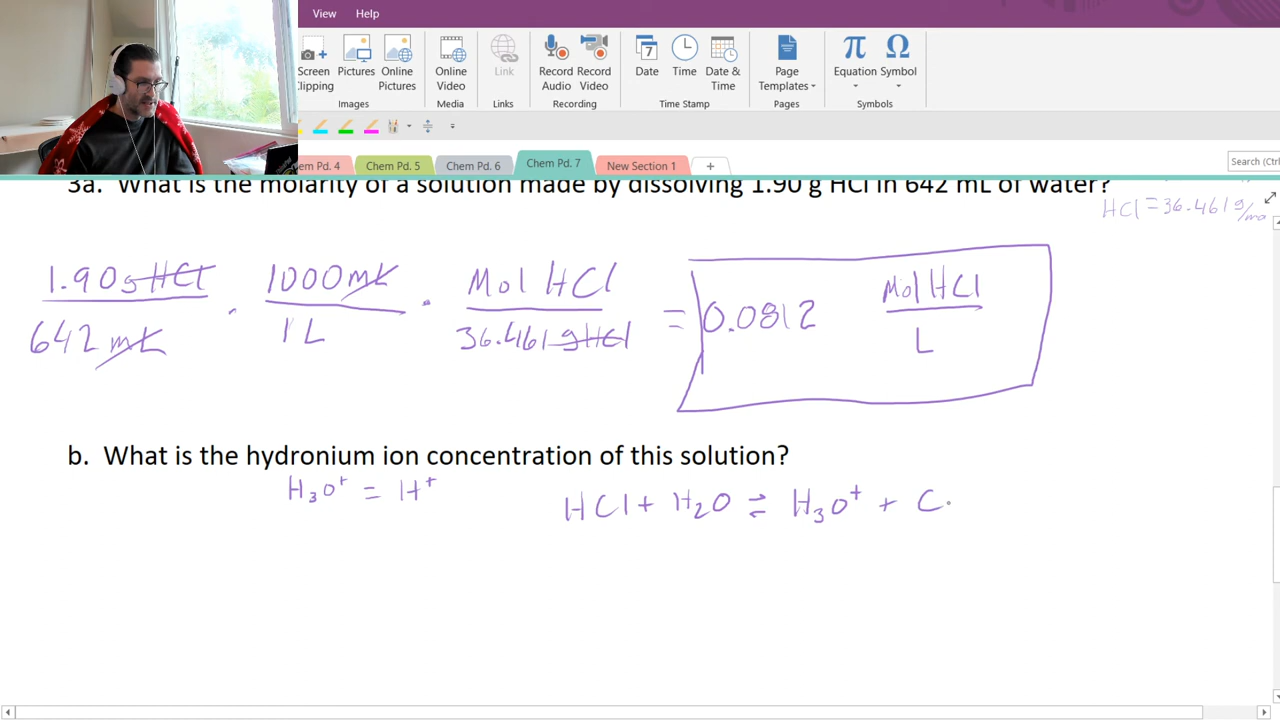 View Help
Screen Clipping Pictures Online Pictures Online Video Link Record Audio Record Video Date Time Date & Time Page Templates Equation Symbol
Images Media Links Recording Time Stamp Pages Symbols
Chem Pd. 5 Chem Pd. 6 Chem Pd. 7 New Section 1 +
Search (Ctrl
3a. What is the molarity of a solution made by dissolving 1.90 g HCl in 642 mL of water?
HCl = 36.461 g/mo
1.90g HCl / 642 mL · 1000 mL / 1 L · Mol HCl / 36.461 g HCl = 0.0812 Mol HCl / L
b. What is the hydronium ion concentration of this solution?
H₃O⁺ = H⁺
HCl + H₂O ⇌ H₃O⁺ + C